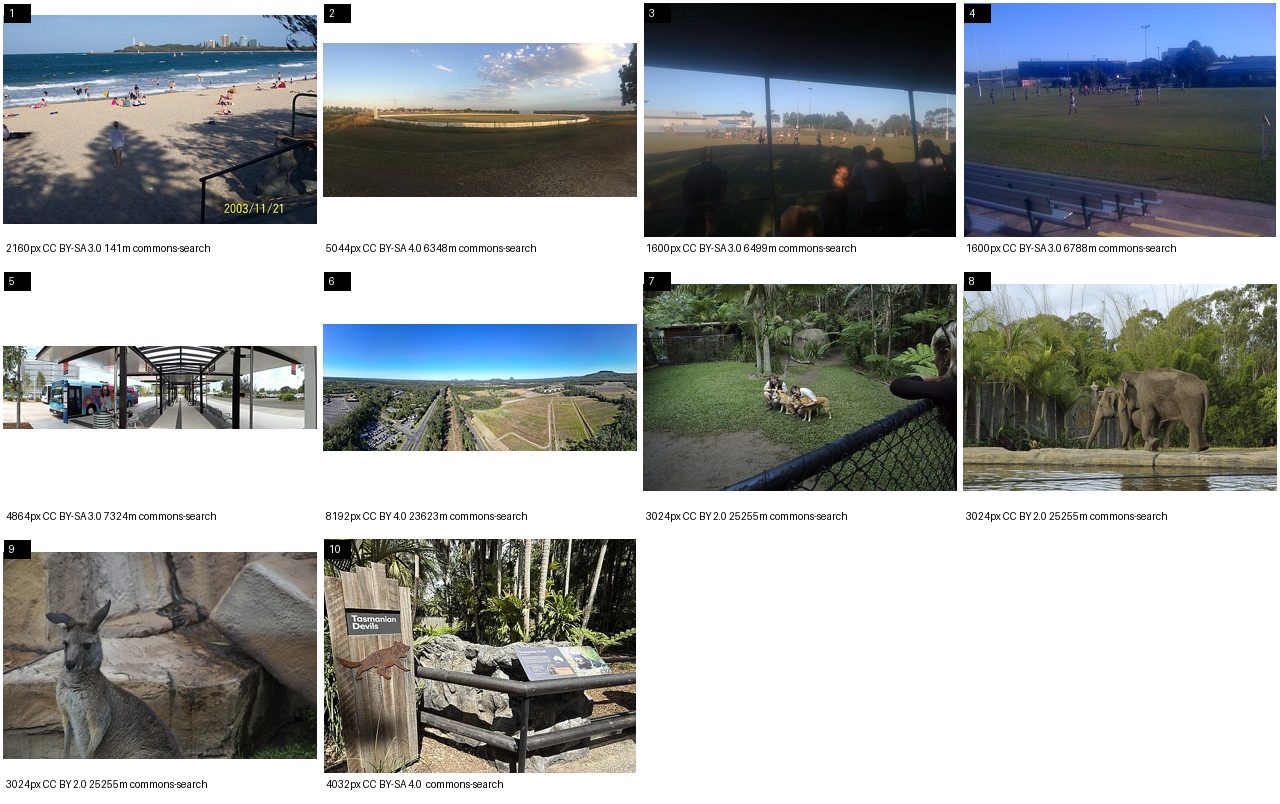 1
2
3
4
2003/11/21
2160px CC BY-SA 3.0 141m commons-search
5044px CC BY-SA 4.0 6348m commons-search
1600px CC BY-SA 3.0 6499m commons-search
1600px CC BY-SA 3.0 6788m commons-search
5
6
7
8
4864px CC BY-SA 3.0 7324m commons-search
8192px CC BY 4.0 23623m commons-search
3024px CC BY 2.0 25255m commons-search
3024px CC BY 2.0 25255m commons-search
9
10
Tasmanian
Devils
3024px CC BY 2.0 25255m commons-search
4032px CC BY-SA 4.0 commons-search